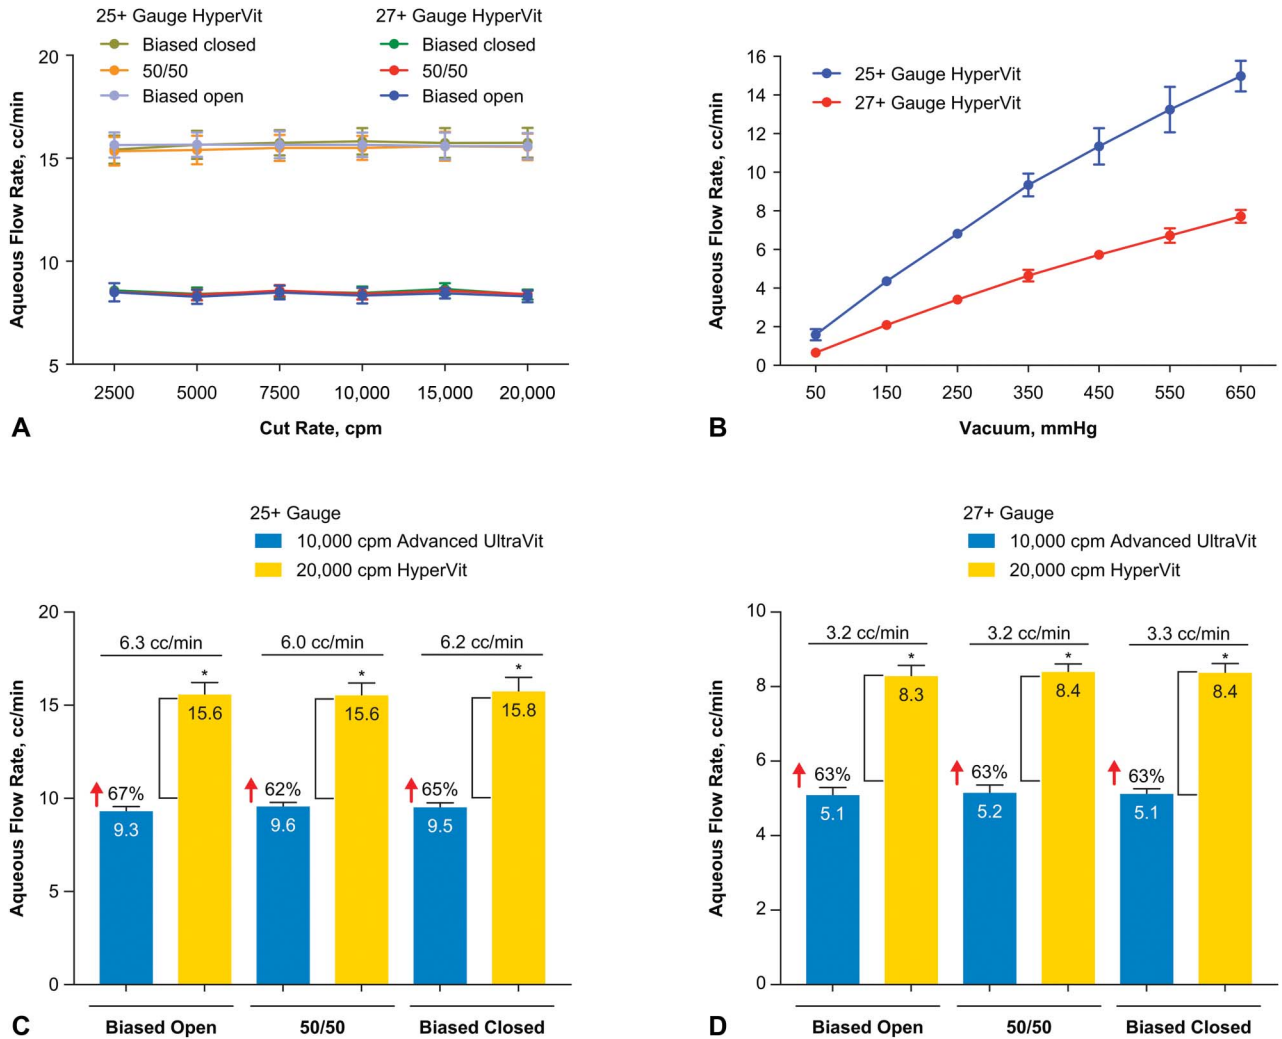 25+ Gauge HyperVit 27+ Gauge HyperVit
Biased closed Biased closed
50/50 50/50
Biased open Biased open
20
15
10
5
Aqueous Flow Rate, cc/min
2500 5000 7500 10,000 15,000 20,000
A Cut Rate, cpm
25+ Gauge HyperVit
27+ Gauge HyperVit
16
14
12
10
8
6
4
2
0
Aqueous Flow Rate, cc/min
50 150 250 350 450 550 650
B Vacuum, mmHg
25+ Gauge
10,000 cpm Advanced UltraVit
20,000 cpm HyperVit
20
15
10
5
0
Aqueous Flow Rate, cc/min
6.3 cc/min 6.0 cc/min 6.2 cc/min
* * *
15.6 15.6 15.8
67% 62% 65%
9.3 9.6 9.5
C Biased Open 50/50 Biased Closed
27+ Gauge
10,000 cpm Advanced UltraVit
20,000 cpm HyperVit
10
8
6
4
2
0
Aqueous Flow Rate, cc/min
3.2 cc/min 3.2 cc/min 3.3 cc/min
* * *
8.3 8.4 8.4
63% 63% 63%
5.1 5.2 5.1
D Biased Open 50/50 Biased Closed